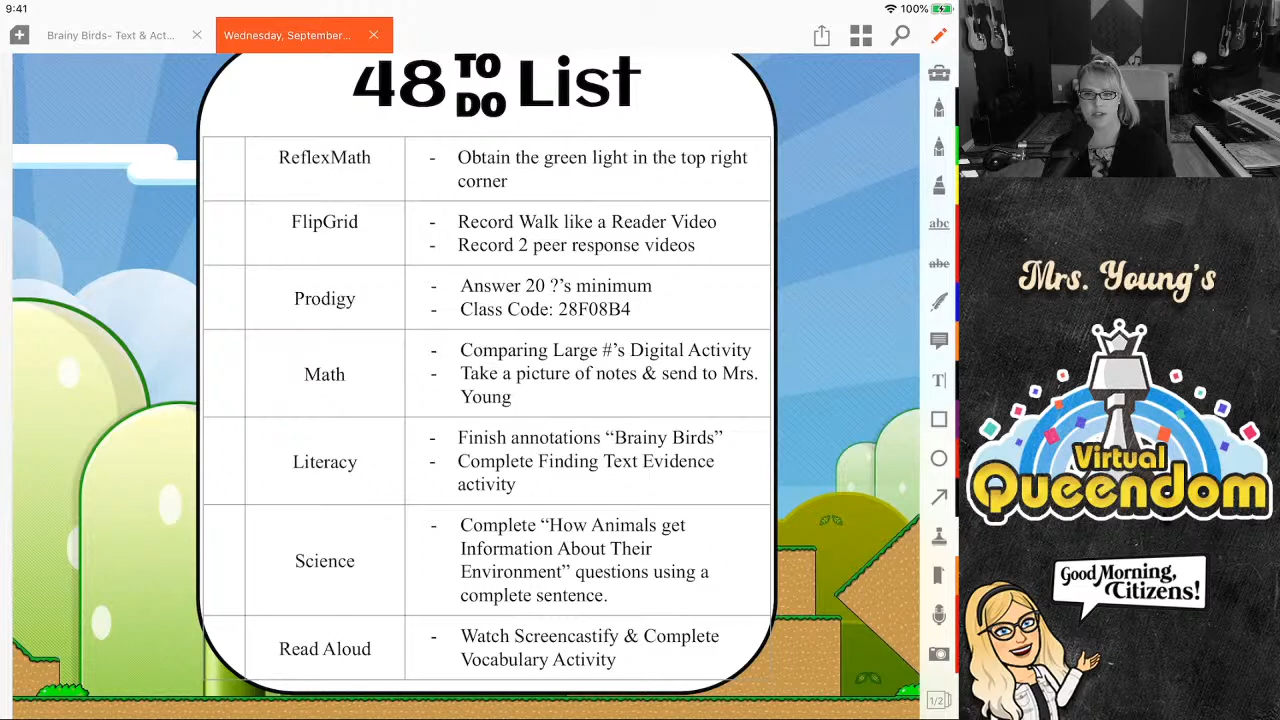 9:41
100%
Brainy Birds- Text & Act...
Wednesday, September...
48 TO DO List
ReflexMath
- Obtain the green light in the top right
corner
FlipGrid
- Record Walk like a Reader Video
- Record 2 peer response videos
Prodigy
- Answer 20 ?’s minimum
- Class Code: 28F08B4
Math
- Comparing Large #’s Digital Activity
- Take a picture of notes & send to Mrs.
Young
Literacy
- Finish annotations “Brainy Birds”
- Complete Finding Text Evidence
activity
Science
- Complete “How Animals get
Information About Their
Environment” questions using a
complete sentence.
Read Aloud
- Watch Screencastify & Complete
Vocabulary Activity
abc
abc
T
1/2
Mrs. Young's
Virtual
Queendom
Good Morning,
Citizens!